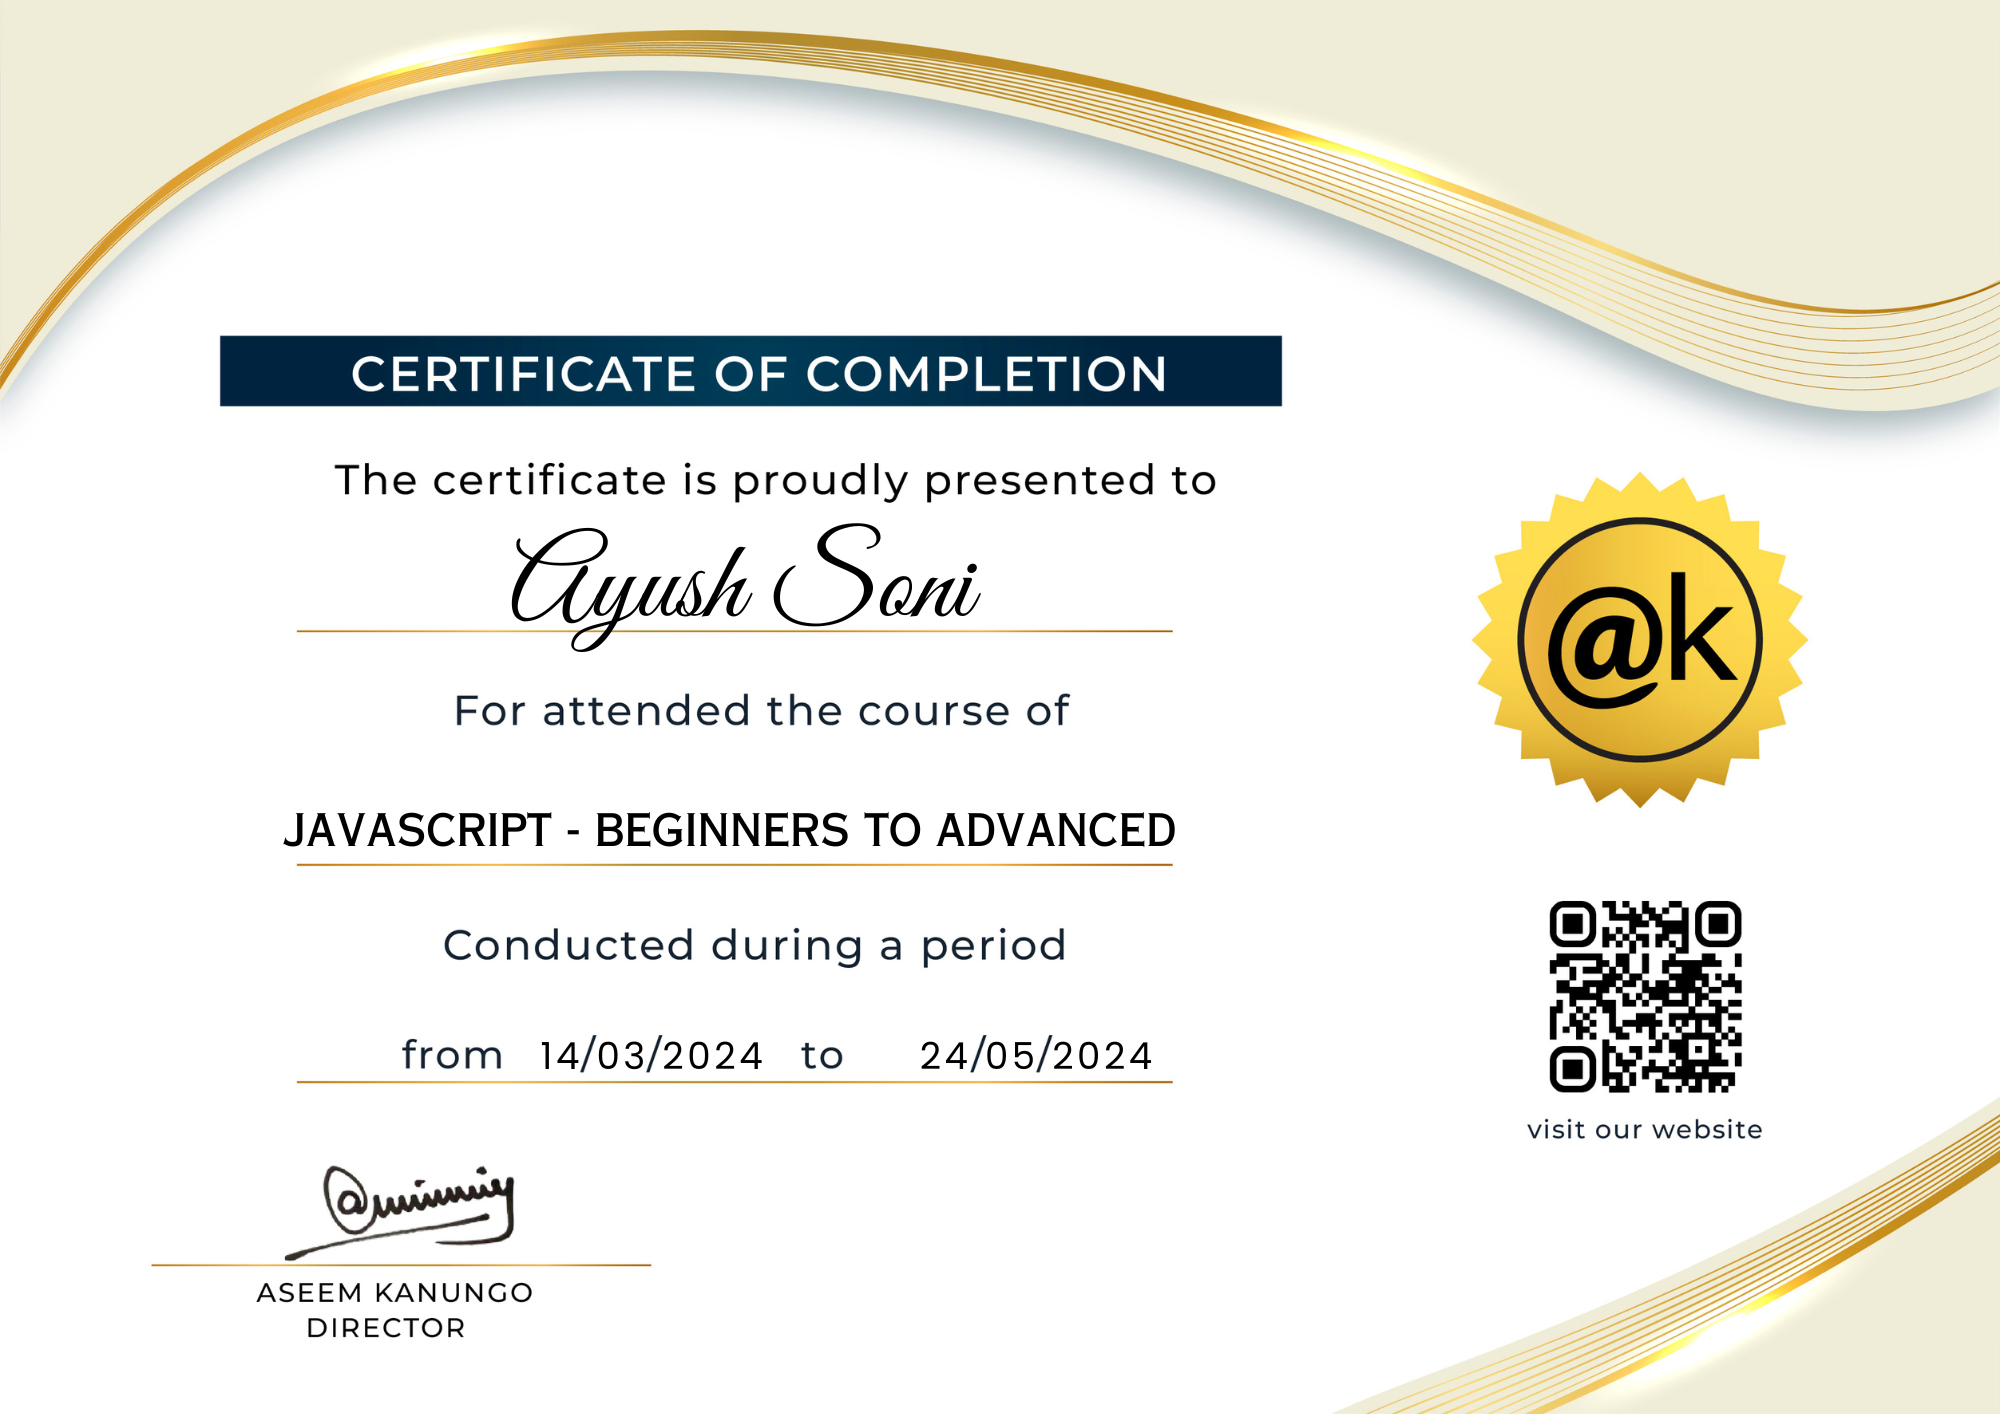 CERTIFICATE OF COMPLETION
The certificate is proudly presented to
Ayush Soni
For attended the course of
JAVASCRIPT - BEGINNERS TO ADVANCED
Conducted during a period
from 14/03/2024 to 24/05/2024
@k
visit our website
ASEEM KANUNGO
DIRECTOR